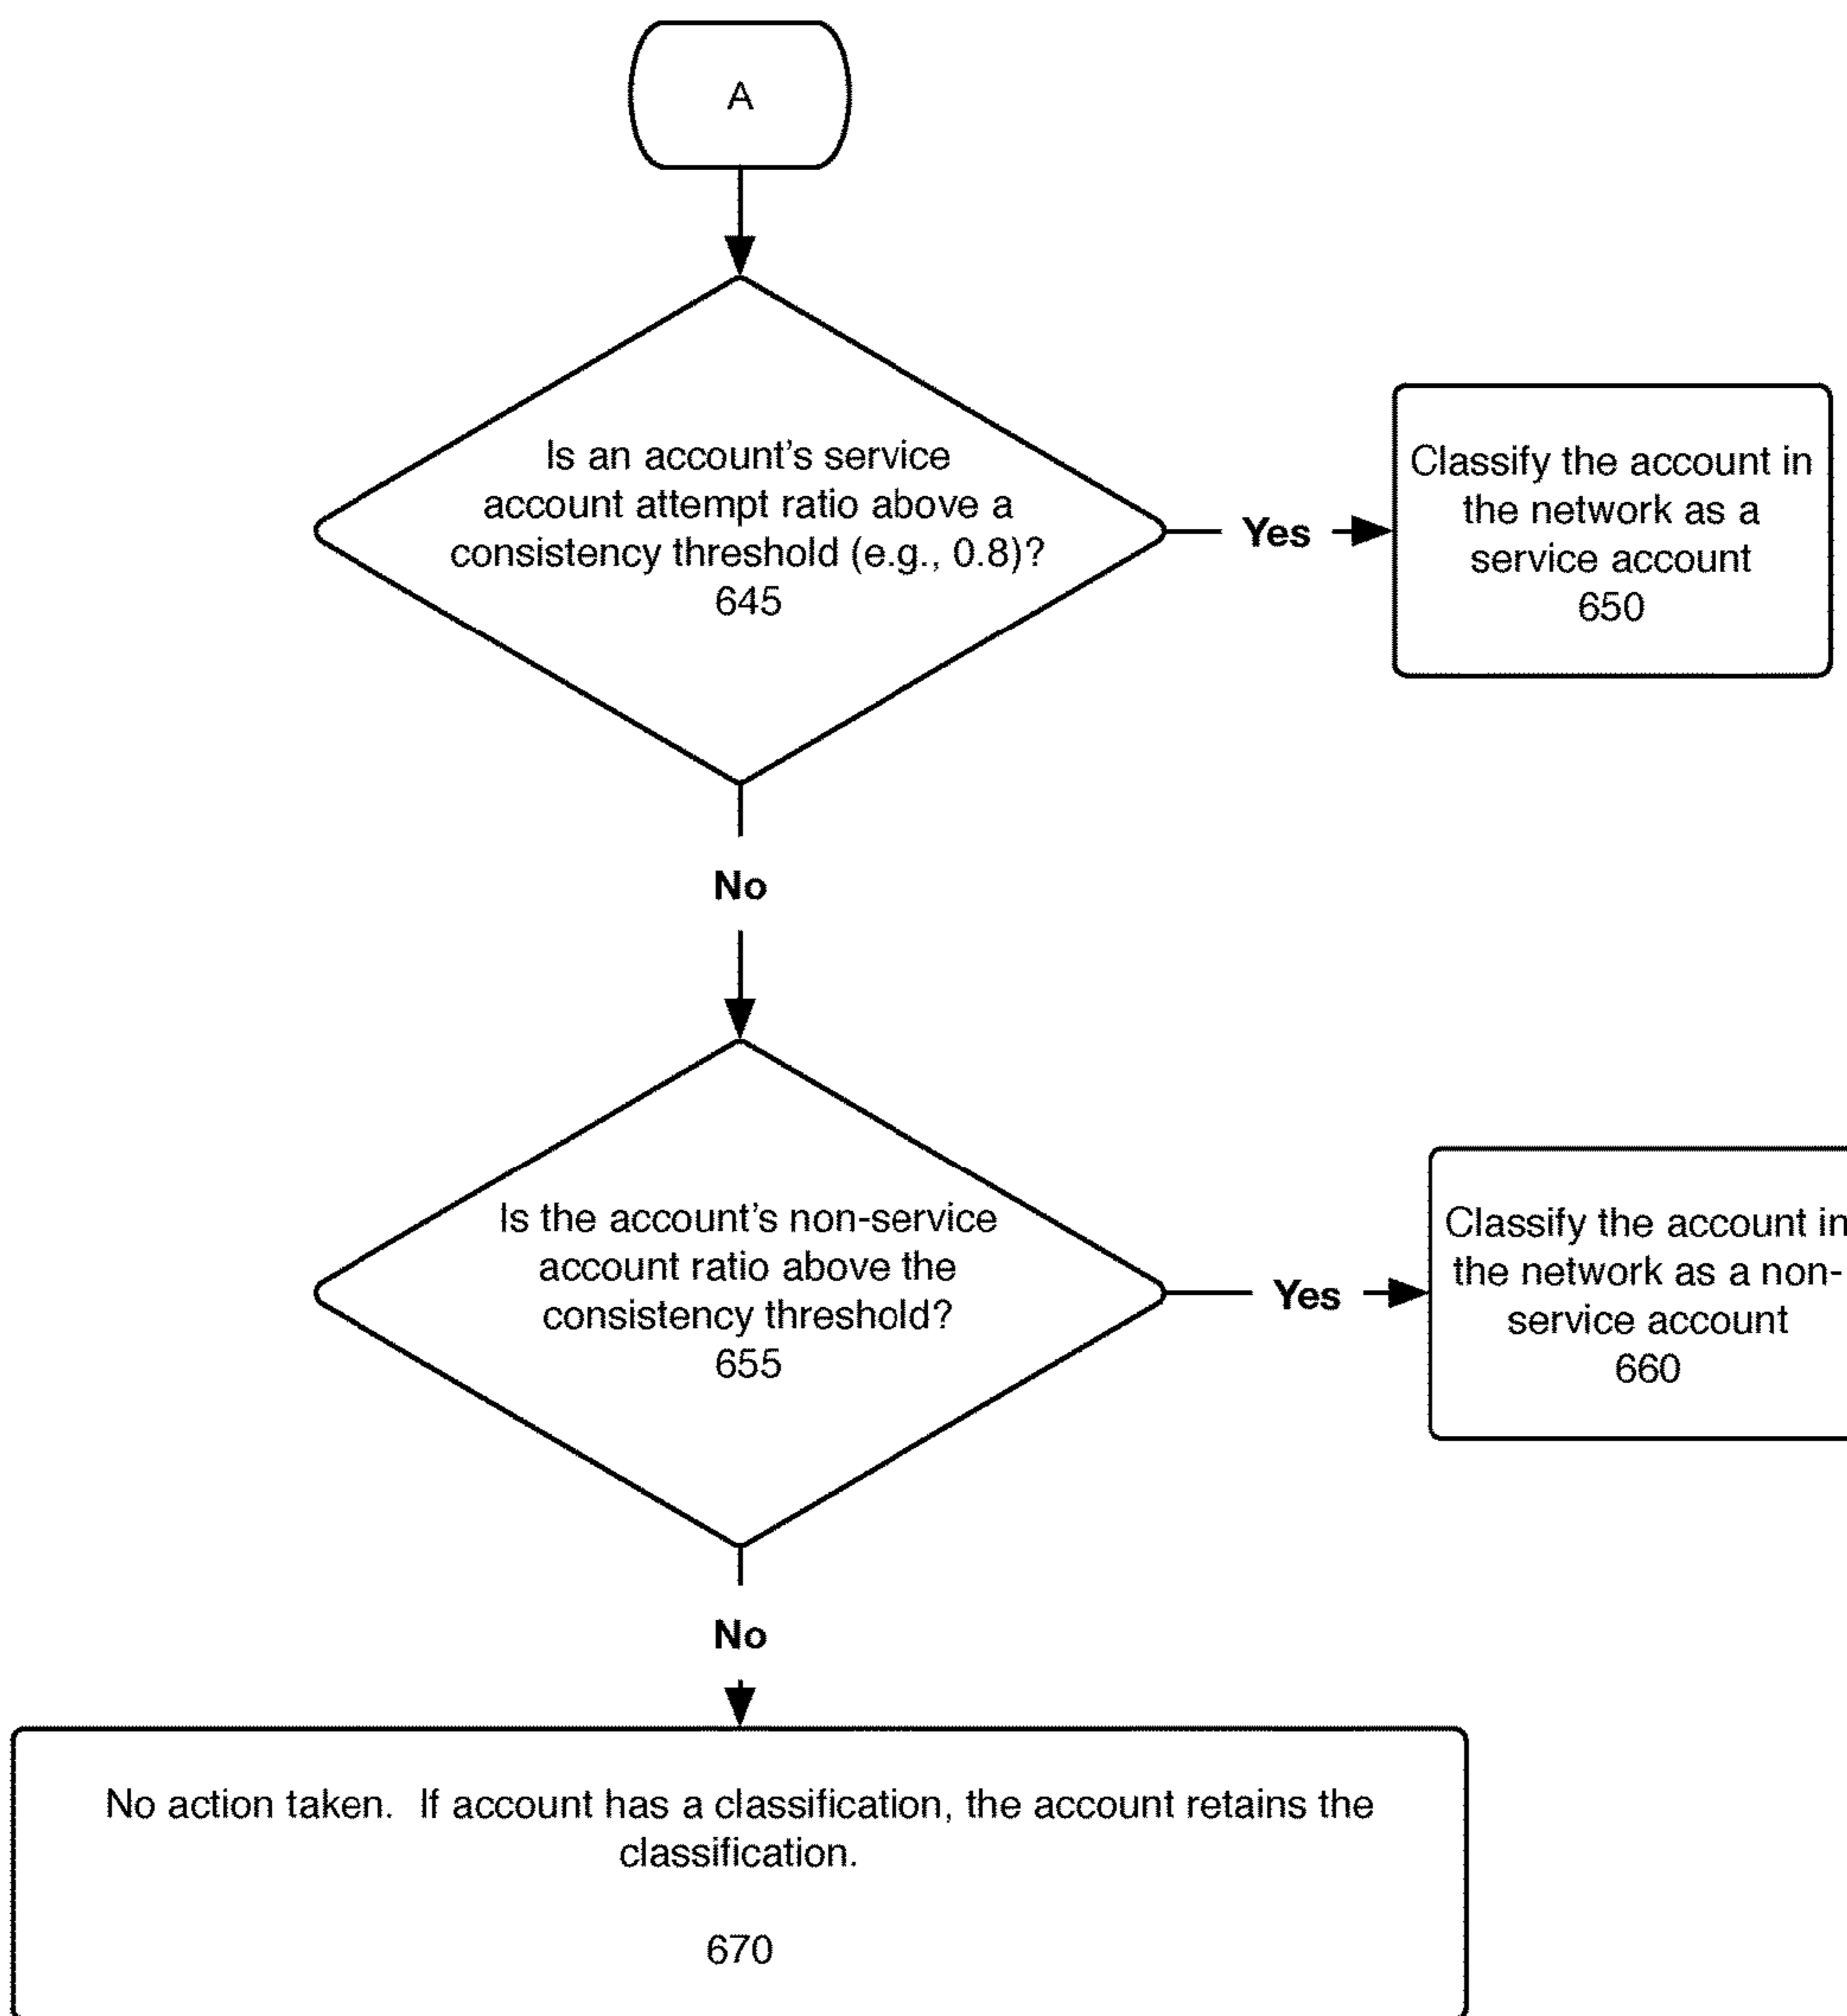 A
Is an account's service
account attempt ratio above a
consistency threshold (e.g., 0.8)?
645
Yes
Classify the account in
the network as a
service account
650
No
Is the account's non-service
account ratio above the
consistency threshold?
655
Yes
Classify the account in
the network as a non-
service account
660
No
No action taken.  If account has a classification, the account retains the
classification.
670